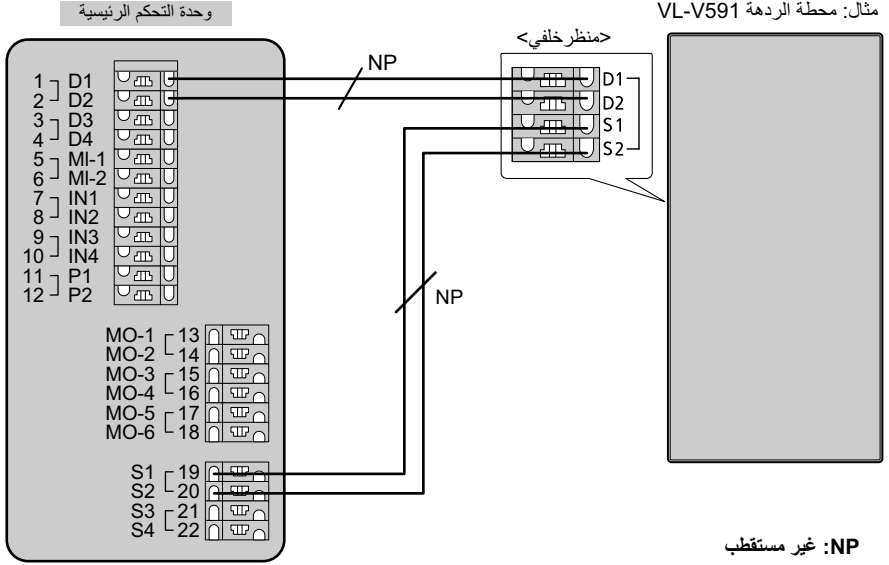 وحدة التحكم الرئيسية
مثال: محطة الردهة VL-V591
<منظر خلفي>
NP
1 D1
2 D2
3 D3
4 D4
5 MI-1
6 MI-2
7 IN1
8 IN2
9 IN3
10 IN4
11 P1
12 P2
D1
D2
S1
S2
NP
MO-1 13
MO-2 14
MO-3 15
MO-4 16
MO-5 17
MO-6 18
S1 19
S2 20
S3 21
S4 22
NP: غير مستقطب